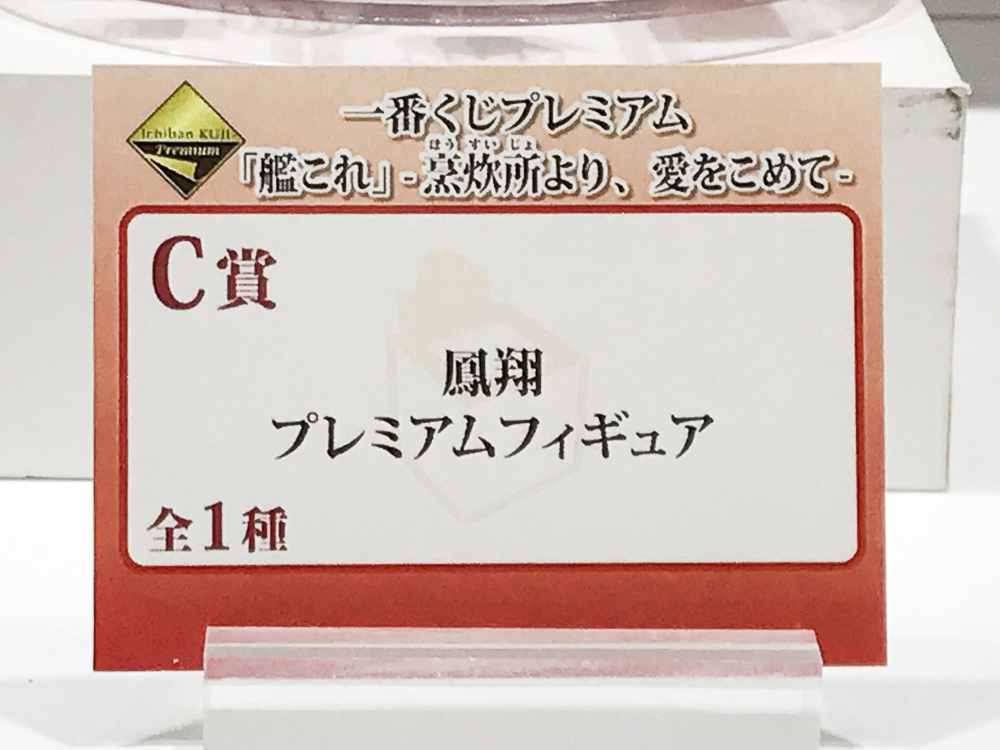 Ichiban KUJI
Premium
一番くじプレミアム
ほうすいじょ
「艦これ」-烹炊所より、愛をこめて-
C賞
鳳翔
プレミアムフィギュア
全1種